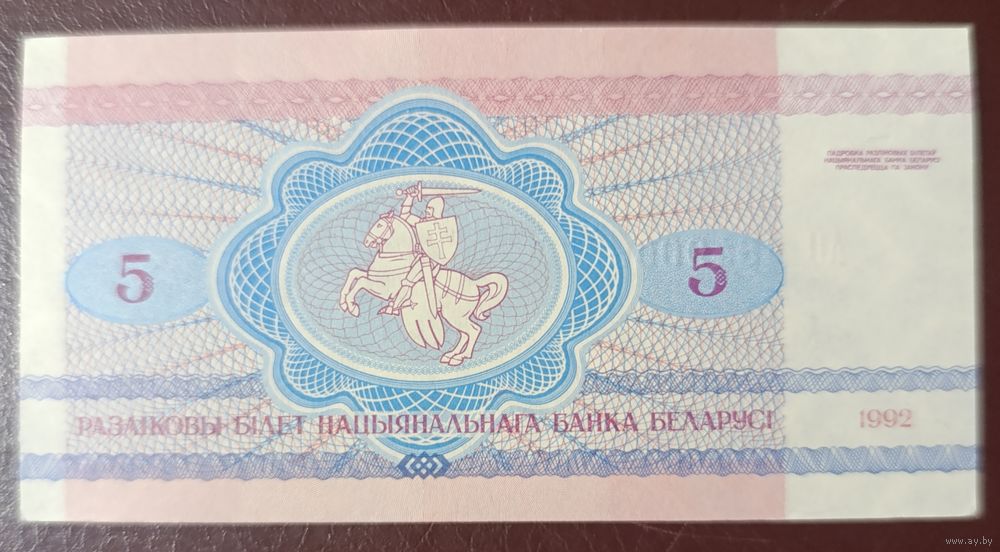 ПАДРОБКА РАЗЛІКОВЫХ БІЛЕТАЎ
НАЦЫЯНАЛЬНАГА БАНКА БЕЛАРУСІ
ПРАСЛЕДУЕЦЦА ПА ЗАКОНУ
5
5
РАЗЛІКОВЫ БІЛЕТ НАЦЫЯНАЛЬНАГА БАНКА БЕЛАРУСІ
1992
www.ay.by